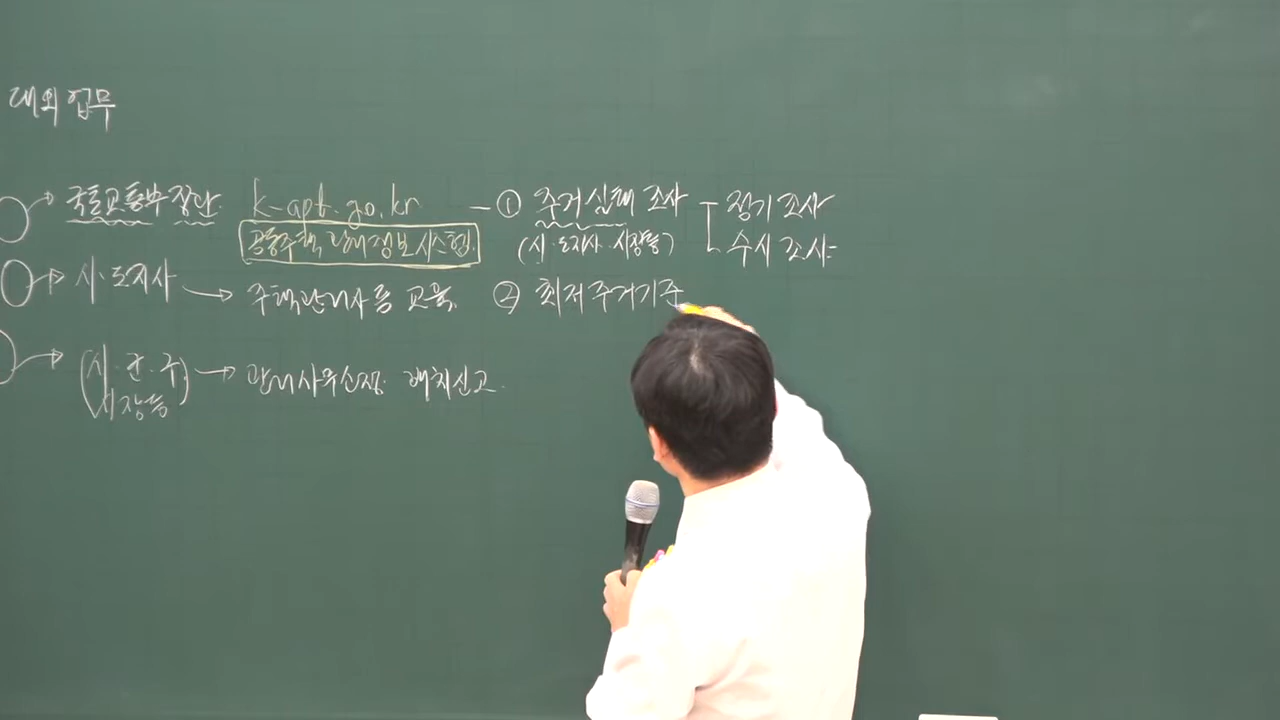 대외업무
국토교통부장관 k-apt.go.kr ① 주거실태 조사 정기조사
공동주택관리정보시스템 (시·도지사·시장등) 수시조사
시·도지사 → 주택관리사등 교육 ② 최저주거기준
(시·군·구 → 관리사무소장 배치신고
시장등)